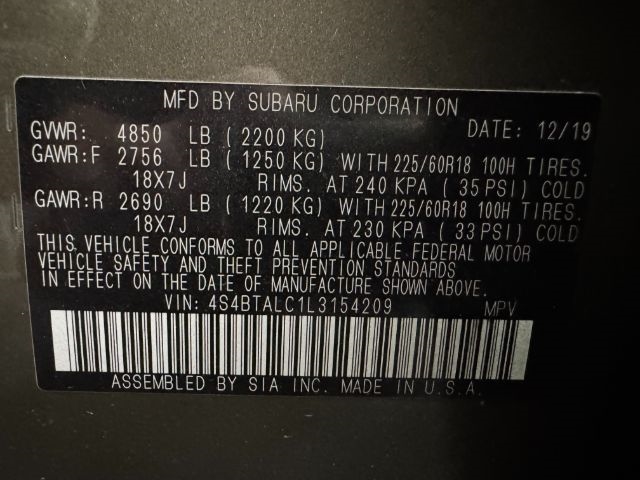 MFD BY SUBARU CORPORATION
GVWR: 4850 LB ( 2200 KG) DATE: 12/19
GAWR:F 2756 LB ( 1250 KG) WITH 225/60R18 100H TIRES.
18X7J RIMS. AT 240 KPA ( 35 PSI) COLD
GAWR:R 2690 LB ( 1220 KG) WITH 225/60R18 100H TIRES.
18X7J RIMS. AT 230 KPA ( 33 PSI) COLD
THIS VEHICLE CONFORMS TO ALL APPLICABLE FEDERAL MOTOR
VEHICLE SAFETY AND THEFT PREVENTION STANDARDS
IN EFFECT ON THE DATE OF MANUFACTURE SHOWN ABOVE.
VIN: 4S4BTALC1L3154209 MPV
ASSEMBLED BY SIA INC. MADE IN U.S.A.